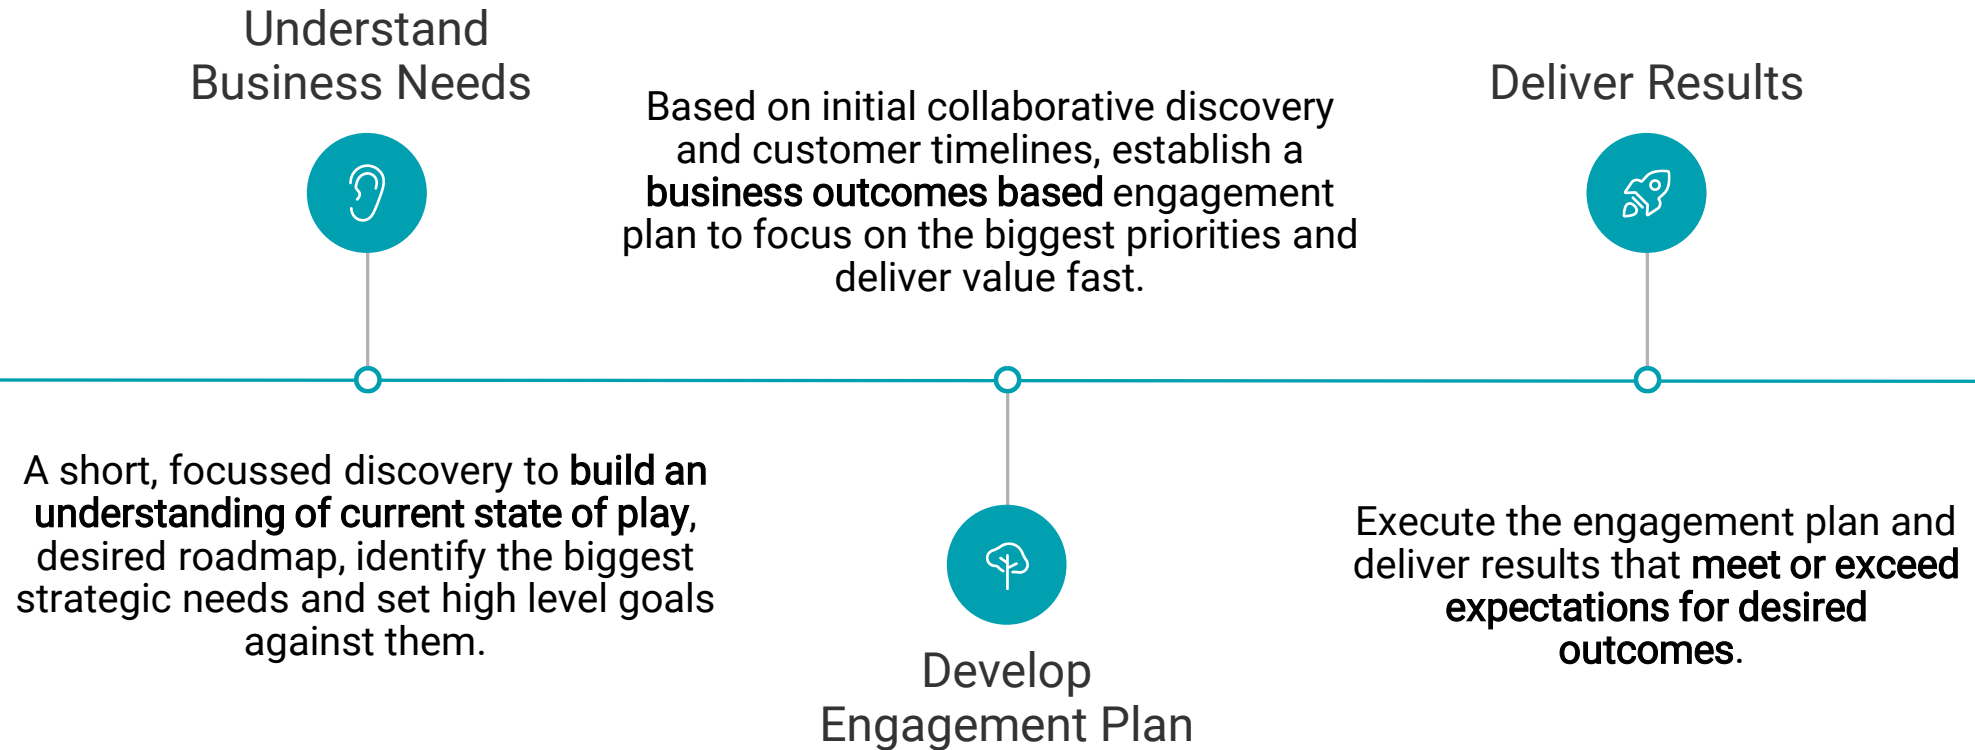 Understand
Business Needs
A short, focussed discovery to build an
understanding of current state of play,
desired roadmap, identify the biggest
strategic needs and set high level goals
against them.
Based on initial collaborative discovery
and customer timelines, establish a
business outcomes based engagement
plan to focus on the biggest priorities and
deliver value fast.
Develop
Engagement Plan
Deliver Results
Execute the engagement plan and
deliver results that meet or exceed
expectations for desired
outcomes.